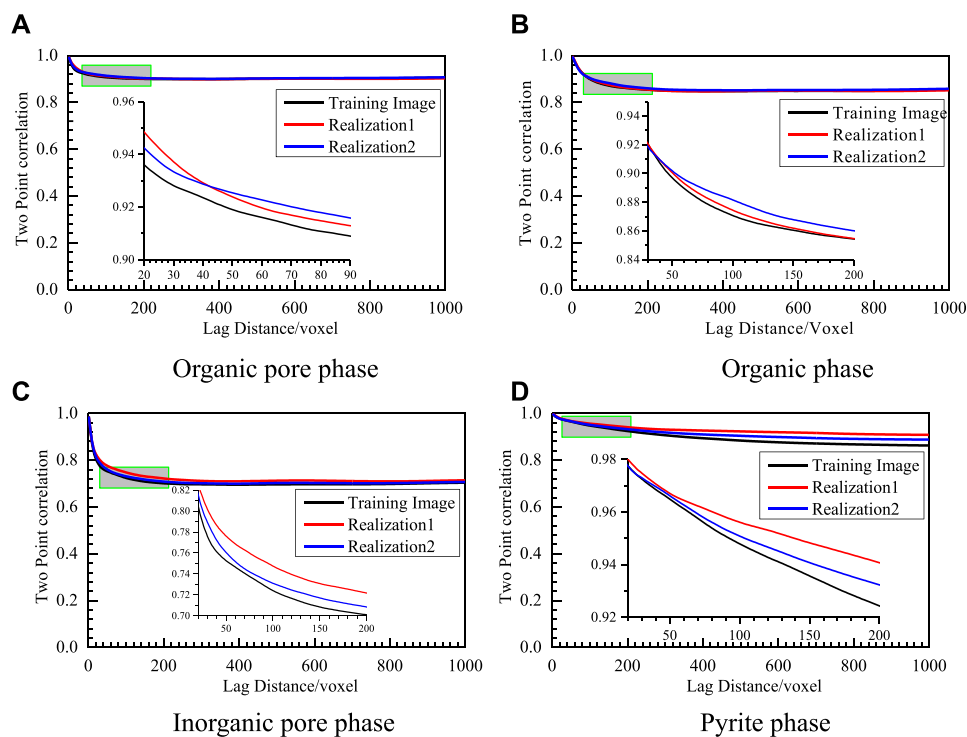 A
Two Point correlation
1.0
0.8
0.6
0.4
0.2
0.0
0 200 400 600 800 1000
Lag Distance/voxel
0.96
0.94
0.92
0.90
20 30 40 50 60 70 80 90
Training Image
Realization1
Realization2
Organic pore phase
B
Two Point correlation
1.0
0.8
0.6
0.4
0.2
0.0
0 200 400 600 800 1000
Lag Distance/Voxel
0.94
0.92
0.90
0.88
0.86
0.84
50 100 150 200
Training Image
Realization1
Realization2
Organic phase
C
Two Point correlation
1.0
0.8
0.6
0.4
0.2
0.0
0 200 400 600 800 1000
Lag Distance/voxel
0.82
0.80
0.78
0.76
0.74
0.72
0.70
50 100 150 200
Training Image
Realization1
Realization2
Inorganic pore phase
D
Two Point correlation
1.0
0.8
0.6
0.4
0.2
0.0
0 200 400 600 800 1000
Lag Distance/voxel
0.98
0.96
0.94
0.92
50 100 150 200
Training Image
Realization1
Realization2
Pyrite phase